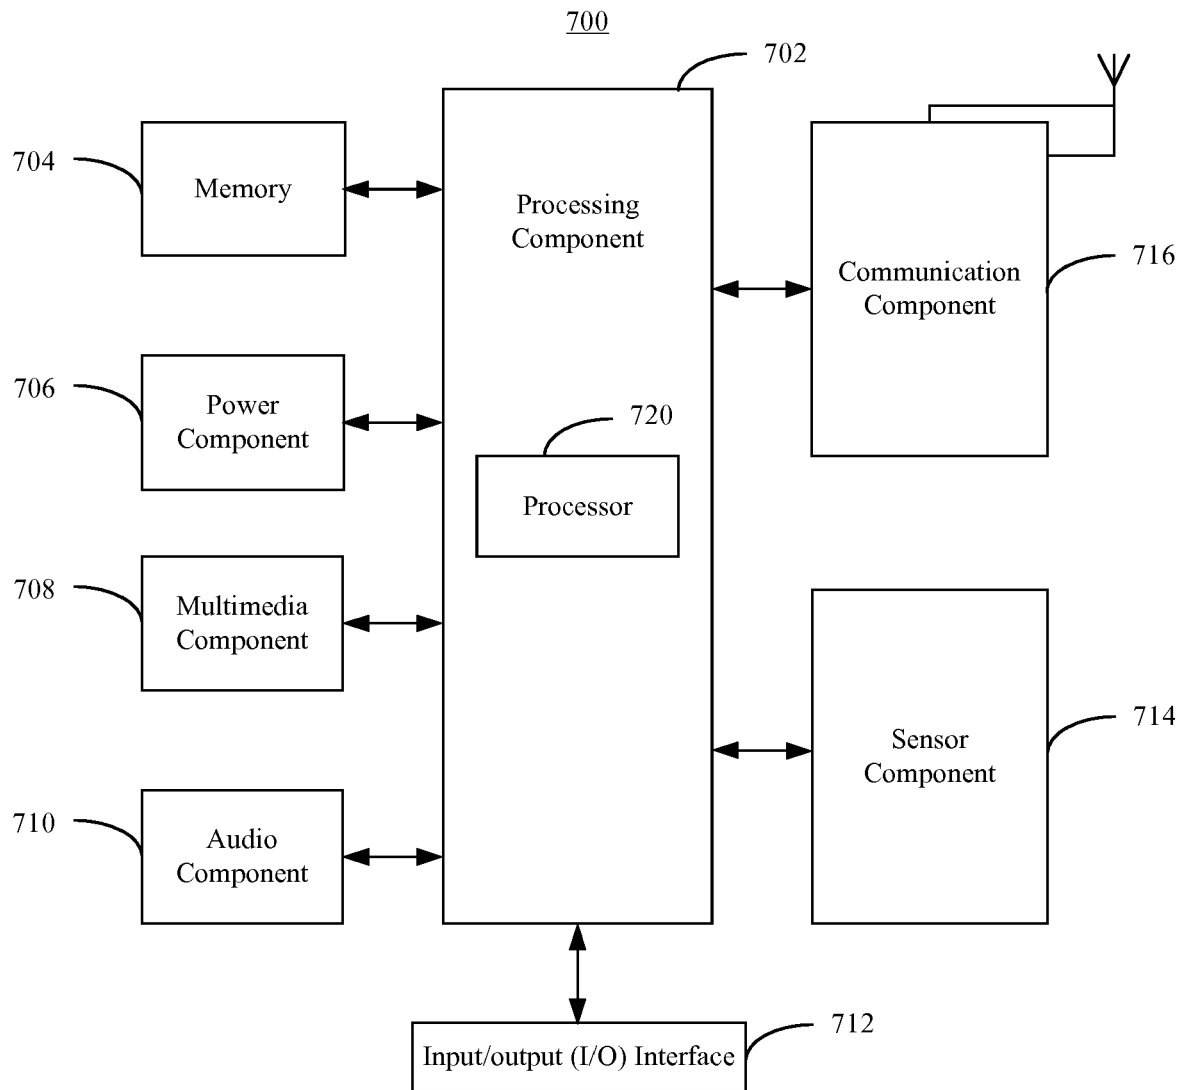 700
702
704
Memory
Processing
Component
716
Communication
Component
706
Power
Component
720
Processor
708
Multimedia
Component
714
Sensor
Component
710
Audio
Component
712
Input/output (I/O) Interface